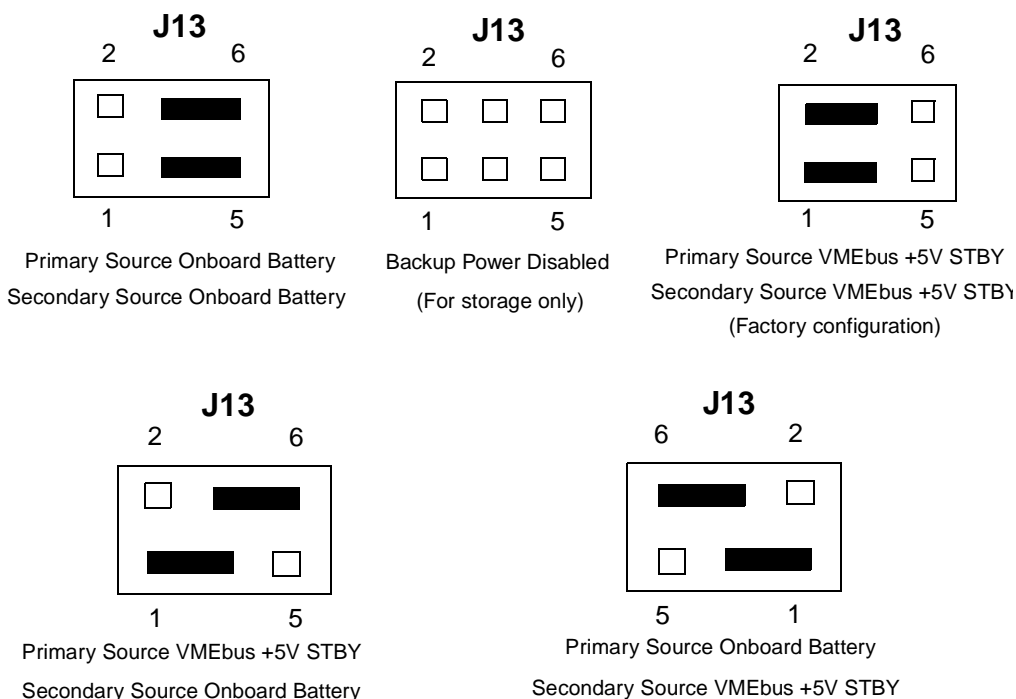 J13
2 6
1 5
Primary Source Onboard Battery
Secondary Source Onboard Battery
J13
2 6
1 5
Backup Power Disabled
(For storage only)
J13
2 6
1 5
Primary Source VMEbus +5V STBY
Secondary Source VMEbus +5V STBY
(Factory configuration)
J13
2 6
1 5
Primary Source VMEbus +5V STBY
Secondary Source Onboard Battery
J13
6 2
5 1
Primary Source Onboard Battery
Secondary Source VMEbus +5V STBY